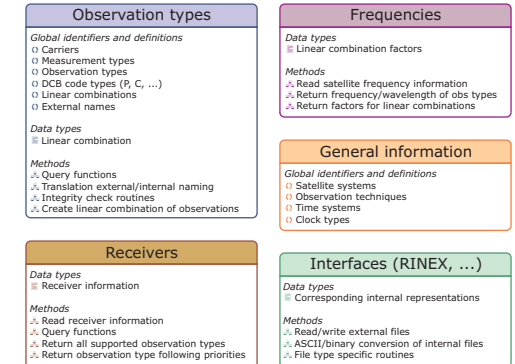 Observation types
Global identifiers and definitions
Carriers
Measurement types
Observation types
DCB code types (P, C, ...)
Linear combinations
External names
Data types
Linear combination
Methods
Query functions
Translation external/internal naming
Integrity check routines
Create linear combination of observations
Receivers
Data types
Receiver information
Methods
Read receiver information
Query functions
Return all supported observation types
Return observation type following priorities
Frequencies
Data types
Linear combination factors
Methods
Read satellite frequency information
Return frequency/wavelength of obs types
Return factors for linear combinations
General information
Global identifiers and definitions
Satellite systems
Observation techniques
Time systems
Clock types
Interfaces (RINEX, ...)
Data types
Corresponding internal representations
Methods
Read/write external files
ASCII/binary conversion of internal files
File type specific routines